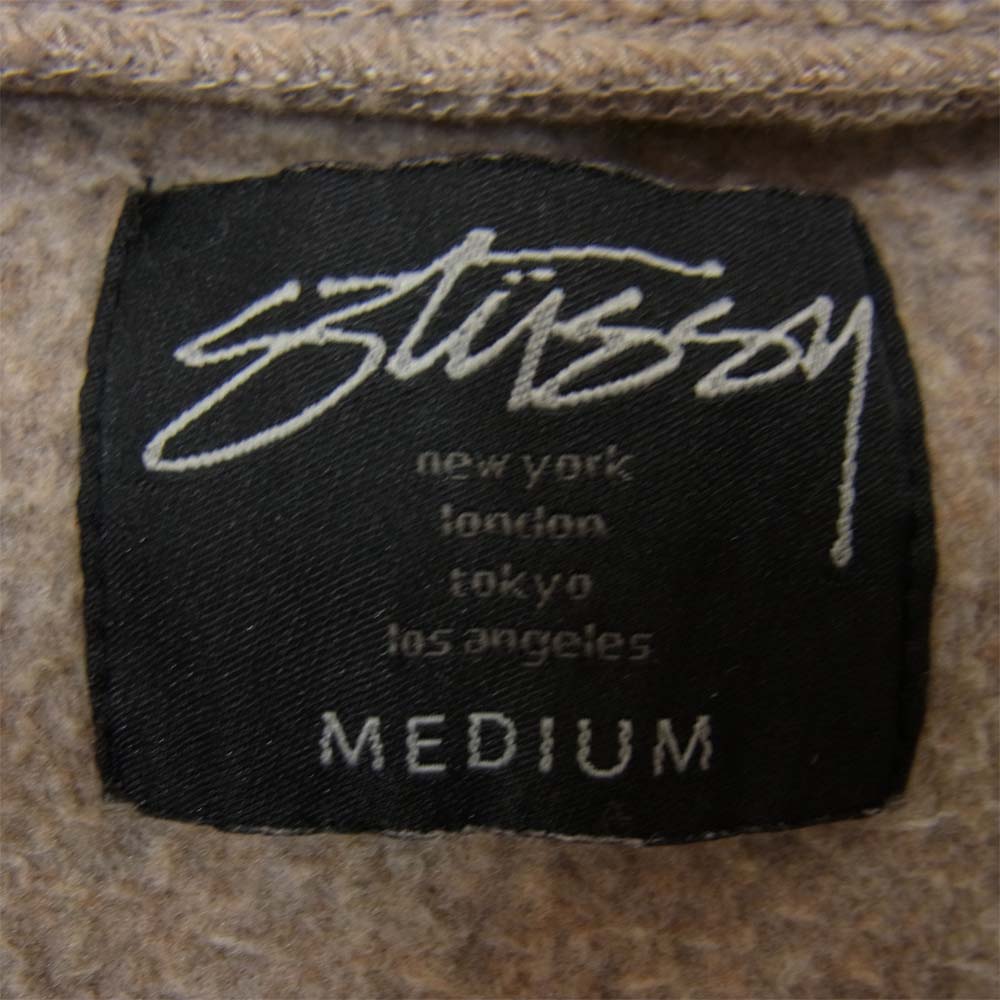 stüssy
new york
london
tokyo
los angeles
MEDIUM